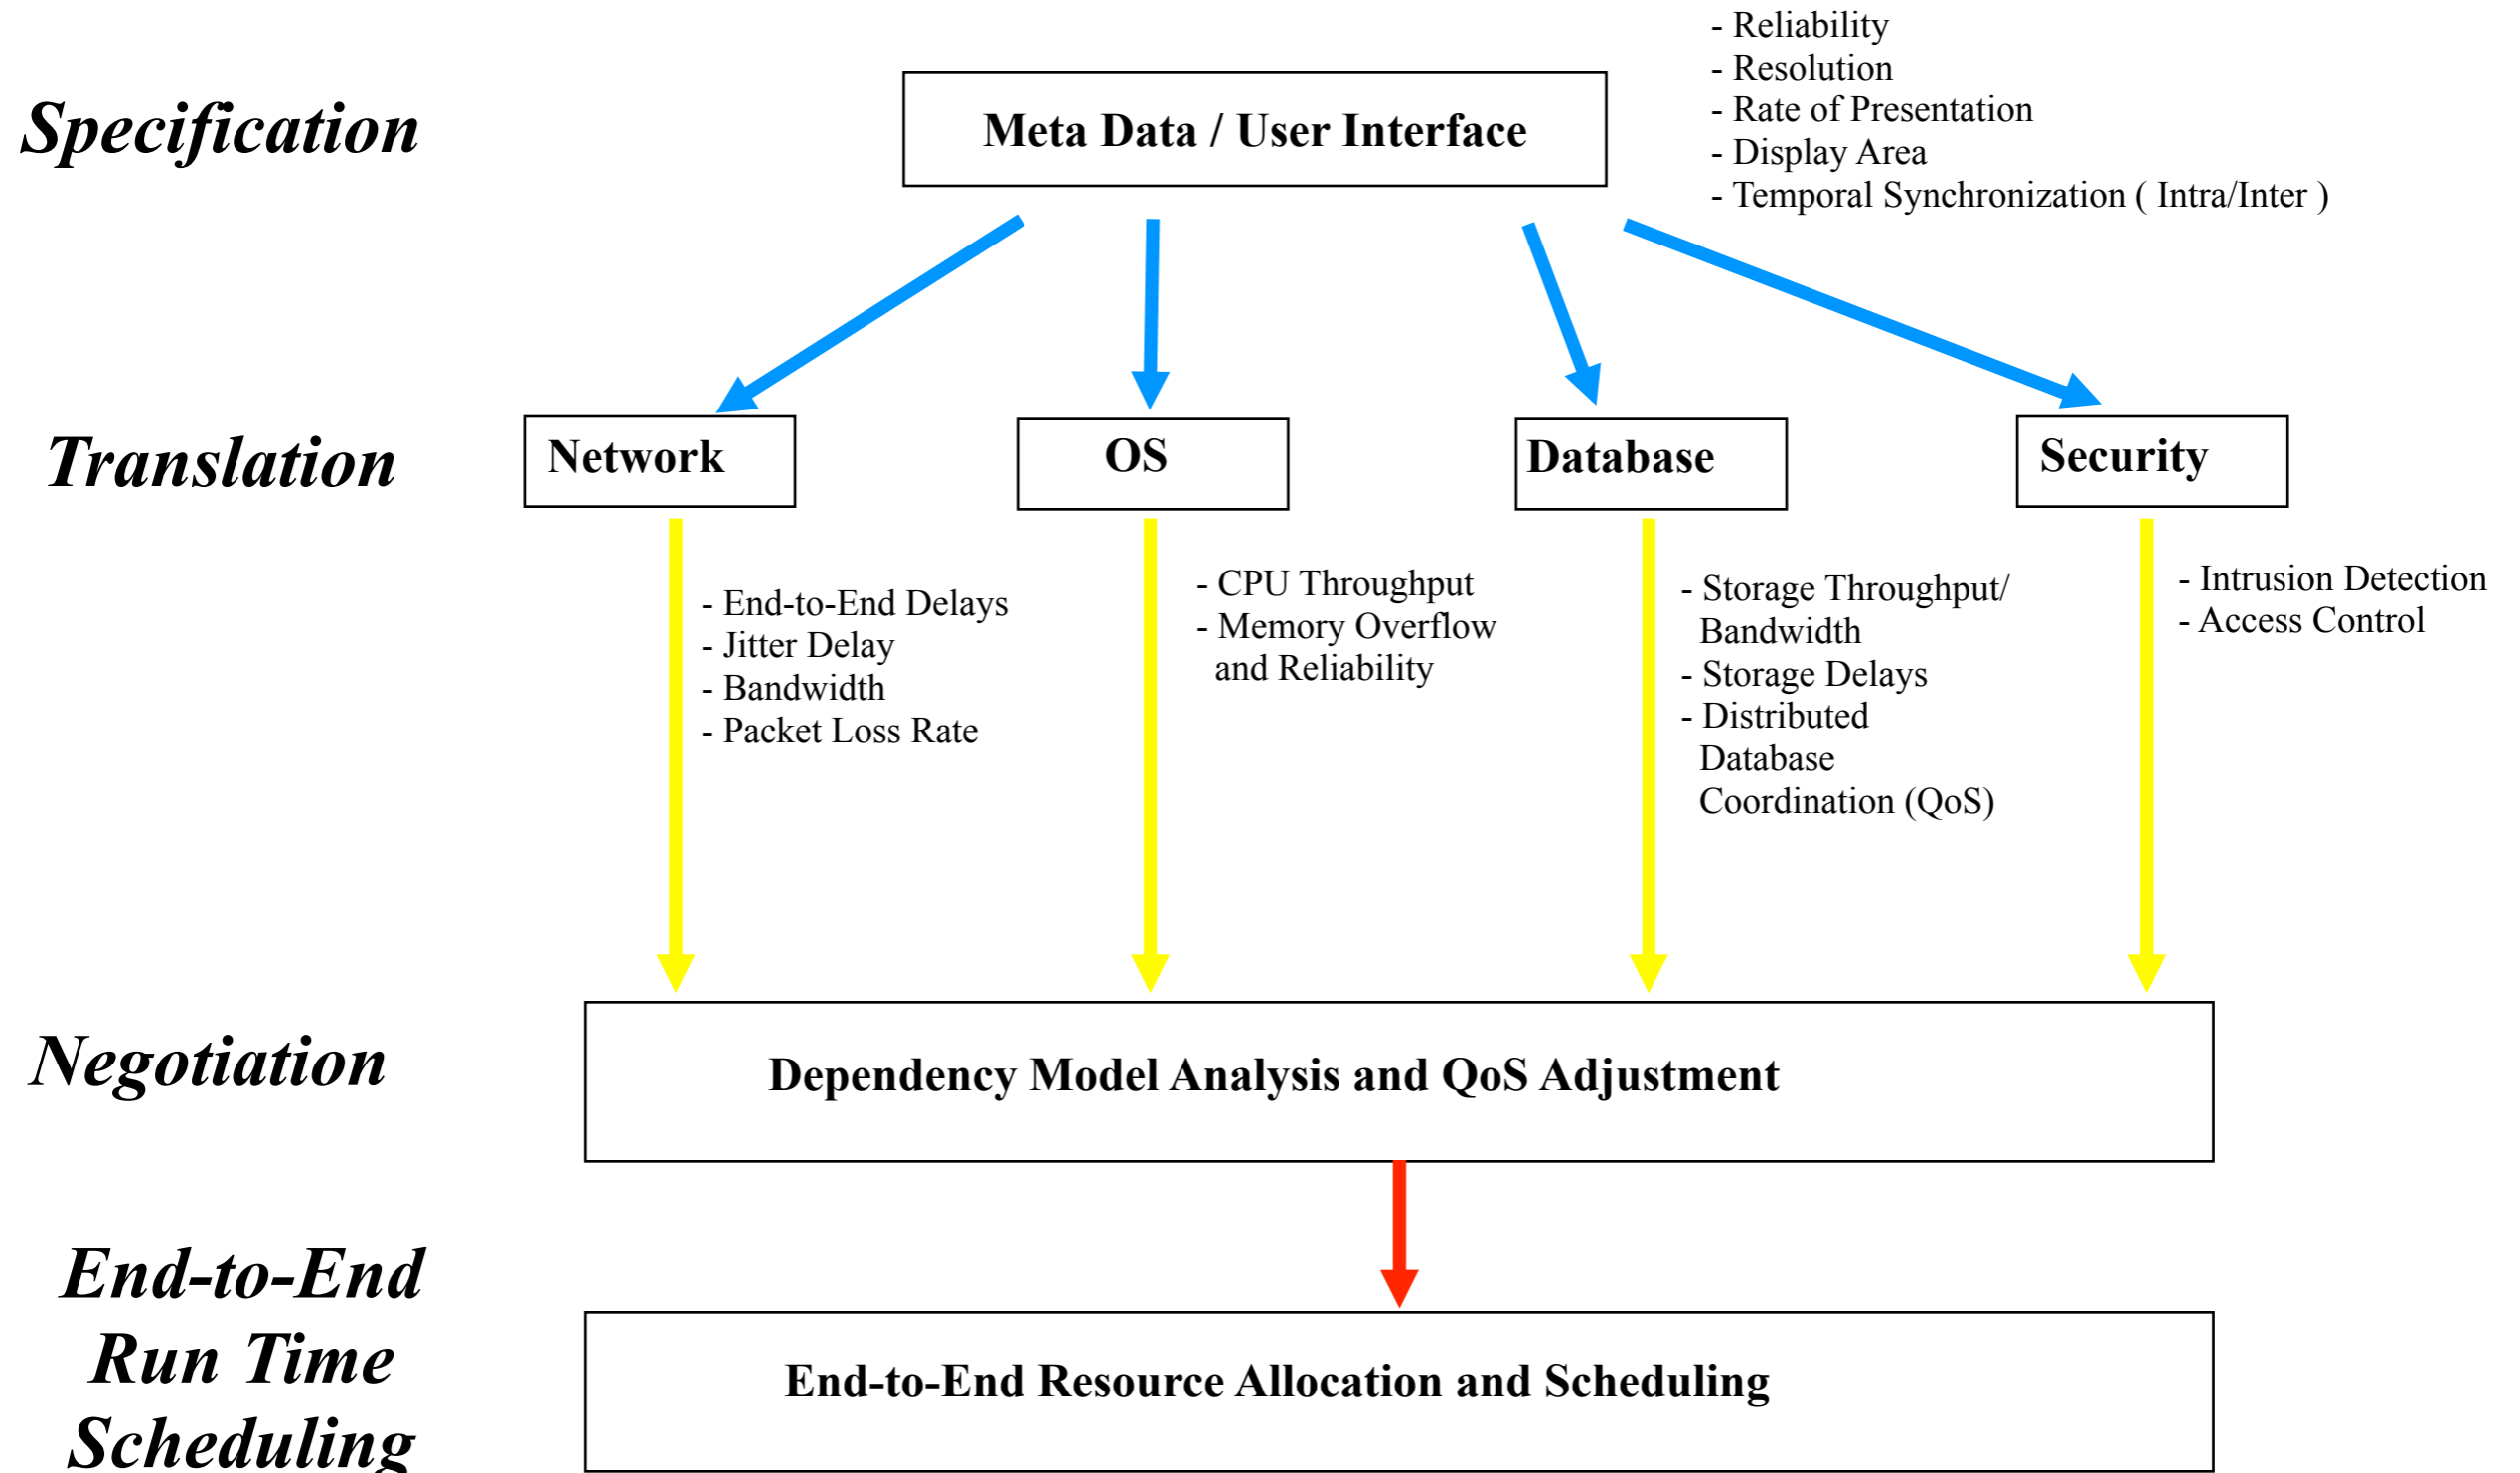 - Reliability
- Resolution
- Rate of Presentation
- Display Area
- Temporal Synchronization ( Intra/Inter )
Specification
Meta Data / User Interface
Translation
Network
OS
Database
Security
- End-to-End Delays
- Jitter Delay
- Bandwidth
- Packet Loss Rate
- CPU Throughput
- Memory Overflow
and Reliability
- Storage Throughput/
Bandwidth
- Storage Delays
- Distributed
Database
Coordination (QoS)
- Intrusion Detection
- Access Control
Negotiation
Dependency Model Analysis and QoS Adjustment
End-to-End
Run Time
Scheduling
End-to-End Resource Allocation and Scheduling